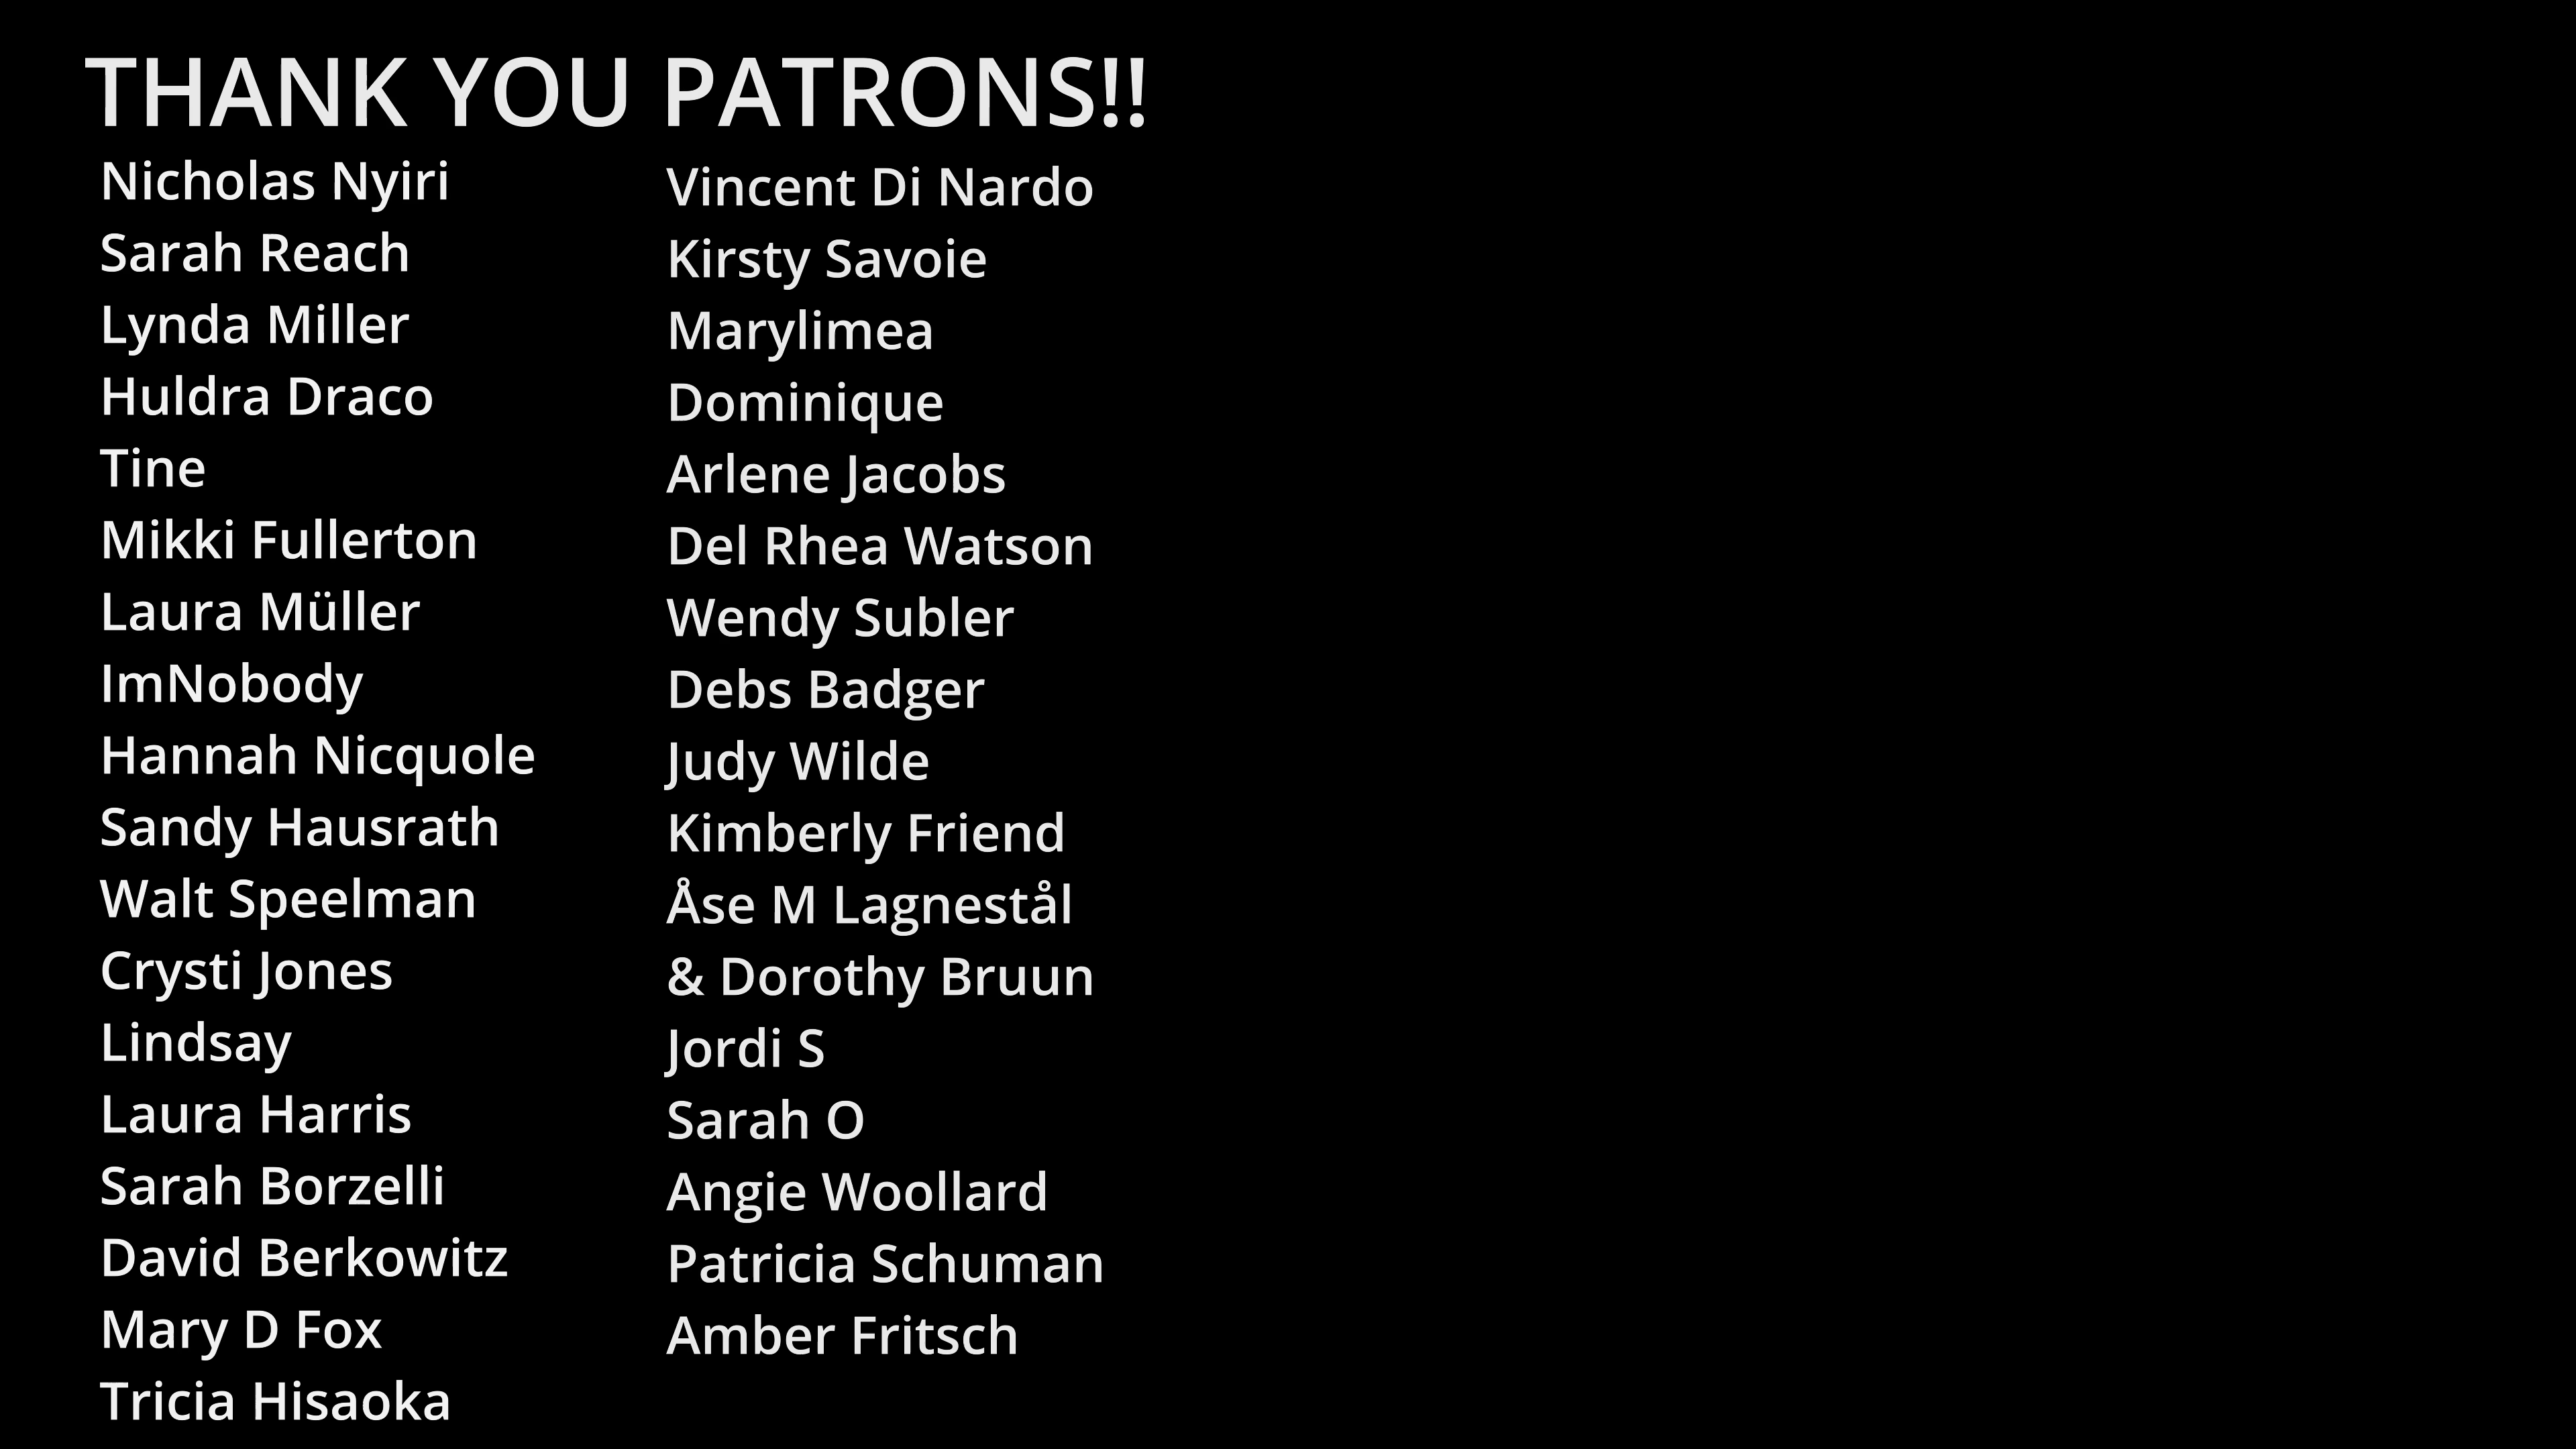 THANK YOU PATRONS!!
Nicholas Nyiri
Sarah Reach
Lynda Miller
Huldra Draco
Tine
Mikki Fullerton
Laura Müller
ImNobody
Hannah Nicquole
Sandy Hausrath
Walt Speelman
Crysti Jones
Lindsay
Laura Harris
Sarah Borzelli
David Berkowitz
Mary D Fox
Tricia Hisaoka
Vincent Di Nardo
Kirsty Savoie
Marylimea
Dominique
Arlene Jacobs
Del Rhea Watson
Wendy Subler
Debs Badger
Judy Wilde
Kimberly Friend
Åse M Lagnestål
& Dorothy Bruun
Jordi S
Sarah O
Angie Woollard
Patricia Schuman
Amber Fritsch